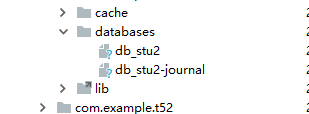 cache
databases
db_stu2
db_stu2-journal
lib
com.example.t52